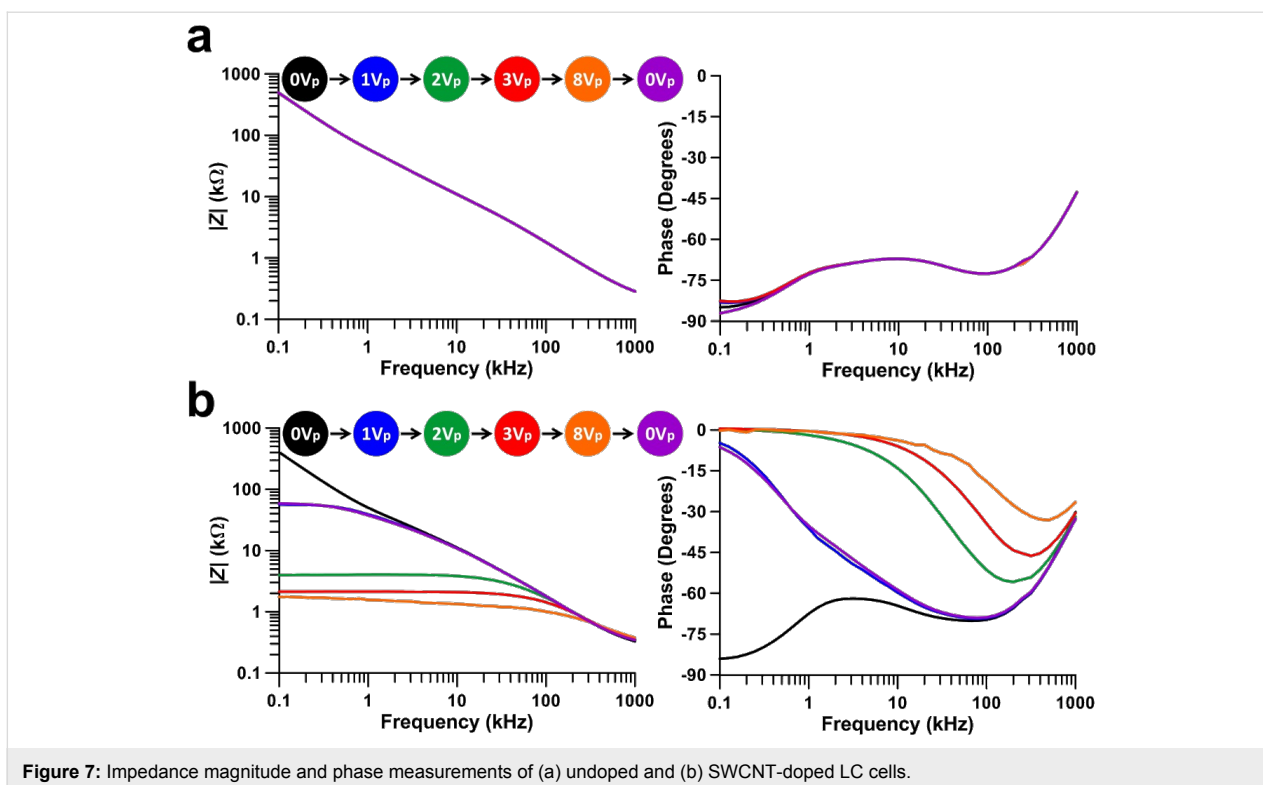 a
0Vp → 1Vp → 2Vp → 3Vp → 8Vp → 0Vp
1000
100
10
1
0.1
|Z| (kΩ)
0.1 1 10 100 1000
Frequency (kHz)
0
-15
-30
-45
-60
-75
-90
Phase (Degrees)
0.1 1 10 100 1000
Frequency (kHz)
b
0Vp → 1Vp → 2Vp → 3Vp → 8Vp → 0Vp
1000
100
10
1
0.1
|Z| (kΩ)
0.1 1 10 100 1000
Frequency (kHz)
0
-15
-30
-45
-60
-75
-90
Phase (Degrees)
0.1 1 10 100 1000
Frequency (kHz)
Figure 7: Impedance magnitude and phase measurements of (a) undoped and (b) SWCNT-doped LC cells.